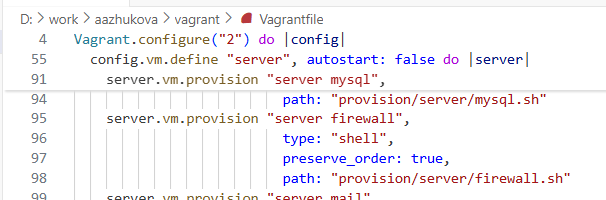 D: > work > aazhukova > vagrant > Vagrantfile
4 Vagrant.configure("2") do |config|
55 config.vm.define "server", autostart: false do |server|
91 server.vm.provision "server mysql",
94 path: "provision/server/mysql.sh"
95 server.vm.provision "server firewall",
96 type: "shell",
97 preserve_order: true,
98 path: "provision/server/firewall.sh"
99 server.vm.provision "server mail",